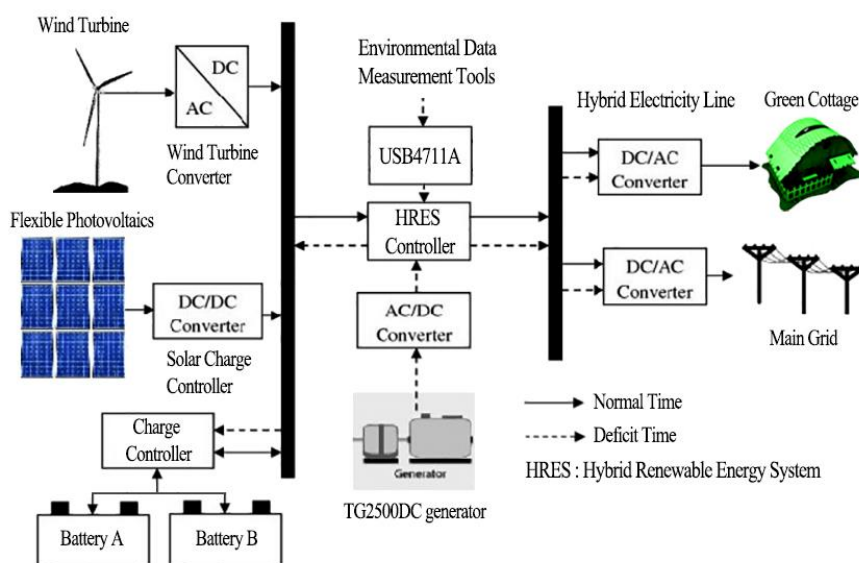 Wind Turbine
DC
AC
Wind Turbine
Converter
Environmental Data
Measurement Tools
USB4711A
HRES
Controller
AC/DC
Converter
Generator
TG2500DC generator
Hybrid Electricity Line
Green Cottage
DC/AC
Converter
DC/AC
Converter
Main Grid
Flexible Photovoltaics
DC/DC
Converter
Solar Charge
Controller
Charge
Controller
Battery A
Battery B
Normal Time
Deficit Time
HRES : Hybrid Renewable Energy System